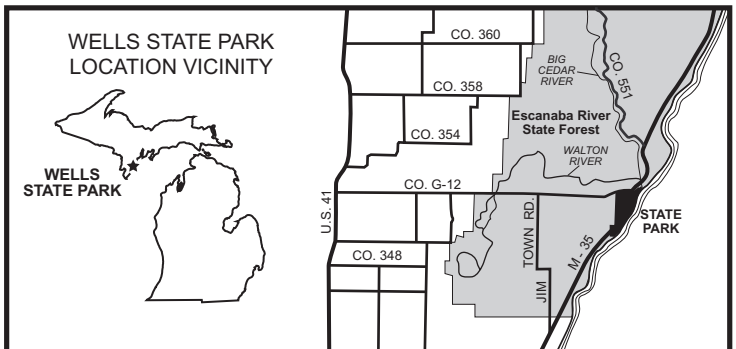 WELLS STATE PARK
LOCATION VICINITY
WELLS
STATE PARK
CO. 360
BIG
CEDAR
RIVER
CO. 551
CO. 358
Escanaba River
State Forest
CO. 354
WALTON
RIVER
CO. G-12
U.S. 41
TOWN RD.
STATE
PARK
CO. 348
M - 35
JIM